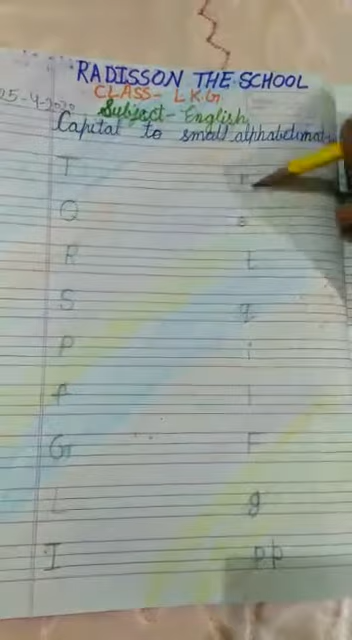 RADISSON THE SCHOOL
CLASS- L.K.G.
25-4-2020
Subject- English
Capital to small alphabet
T r
Q s
R t
S q
P i
f l
G F
L g
I p